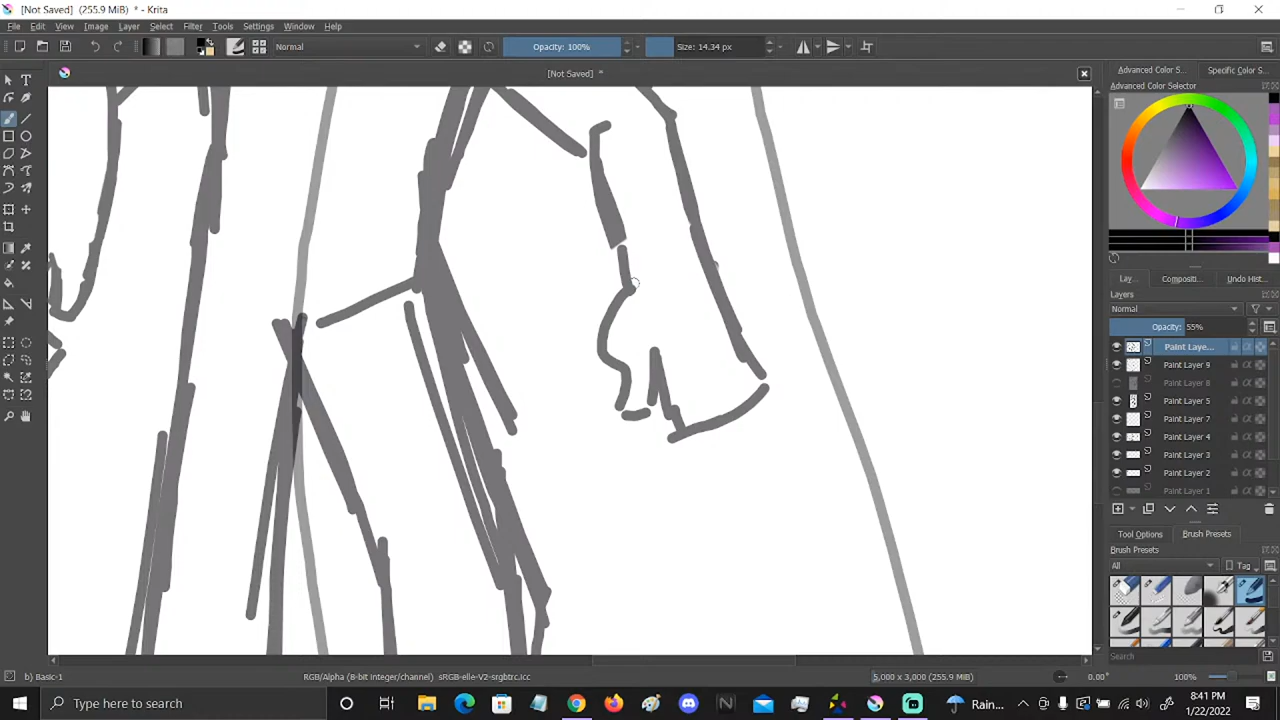 [Not Saved] (255.9 MiB) * - Krita
File Edit View Image Layer Select Filter Tools Settings Window Help
Normal Opacity: 100% Size: 14.34 px
[Not Saved] *
Advanced Color S... Specific Color S...
Advanced Color Selector
Lay... Compositi... Undo Hist...
Layers
Normal
Opacity: 55%
Paint Laye...
Paint Layer 9
Paint Layer 8
Paint Layer 5
Paint Layer 7
Paint Layer 4
Paint Layer 3
Paint Layer 2
Paint Layer 1
Tool Options Brush Presets
Brush Presets
All Tag
Search
b) Basic-1 RGB/Alpha (8-bit integer/channel) sRGB-elle-V2-srgbtrc.icc 5,000 x 3,000 (255.9 MiB) 0.00° 100%
Type here to search Rain... 8:41 PM
1/22/2022